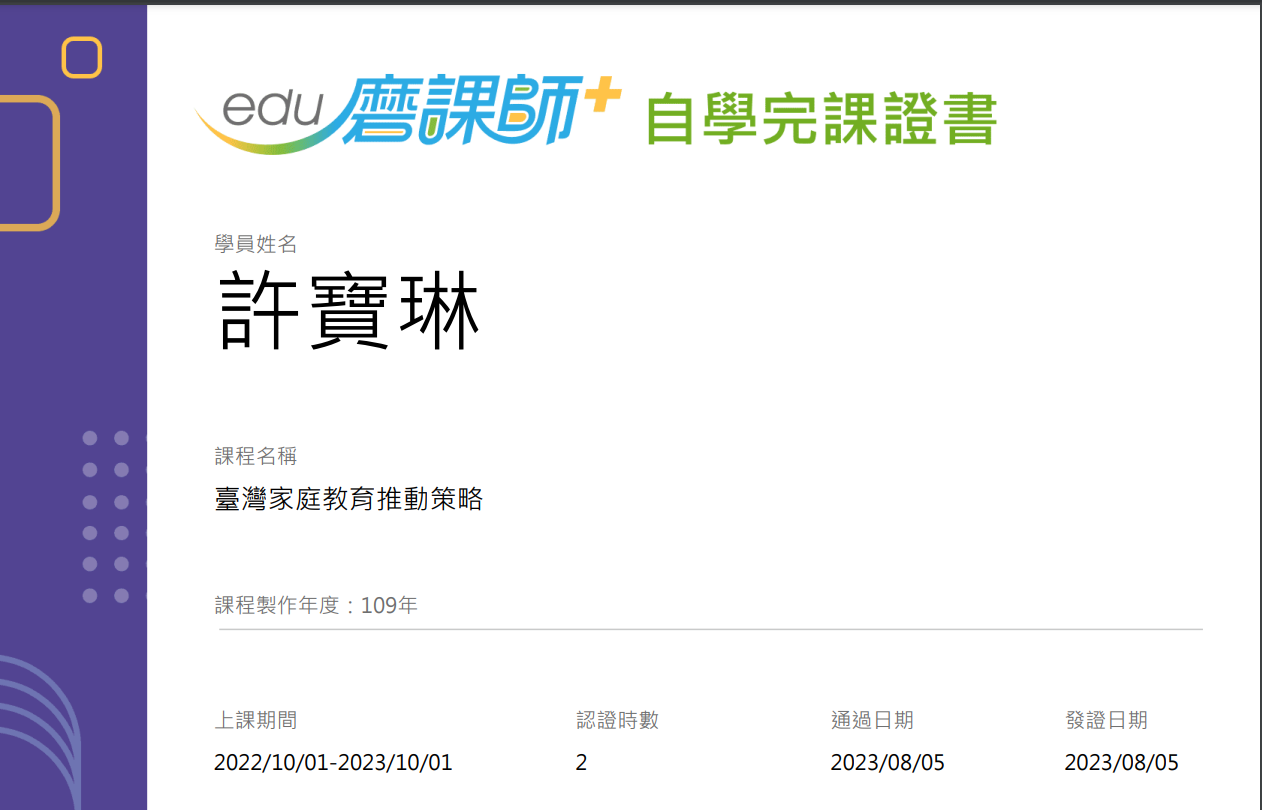 edu磨課師+ 自學完課證書
學員姓名
許寶琳
課程名稱
臺灣家庭教育推動策略
課程製作年度：109年
上課期間 認證時數 通過日期 發證日期
2022/10/01-2023/10/01 2 2023/08/05 2023/08/05